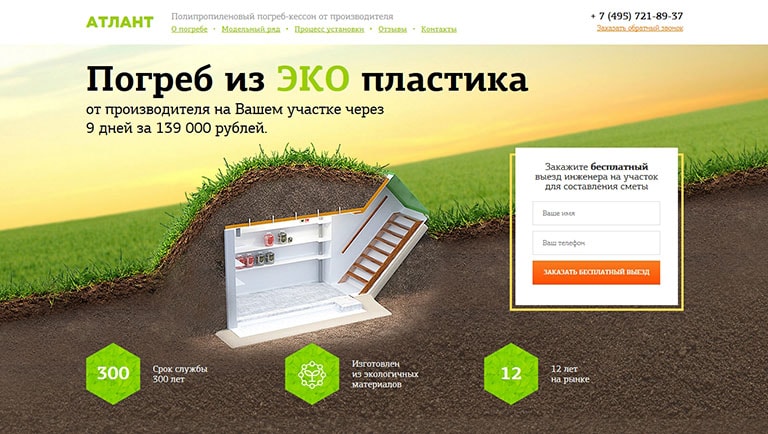 АТЛАНТ
Полипропиленовый погреб-кессон от производителя
О погребе • Модельный ряд • Процесс установки • Отзывы • Контакты
+ 7 (495) 721-89-37
Заказать обратный звонок
Погреб из ЭКО пластика
от производителя на Вашем участке через
9 дней за 139 000 рублей.
Закажите бесплатный
выезд инженера на участок
для составления сметы
Ваше имя
Ваш телефон
ЗАКАЗАТЬ БЕСПЛАТНЫЙ ВЫЕЗД
300
Срок службы
300 лет
Изготовлен
из экологичных
материалов
12
12 лет
на рынке